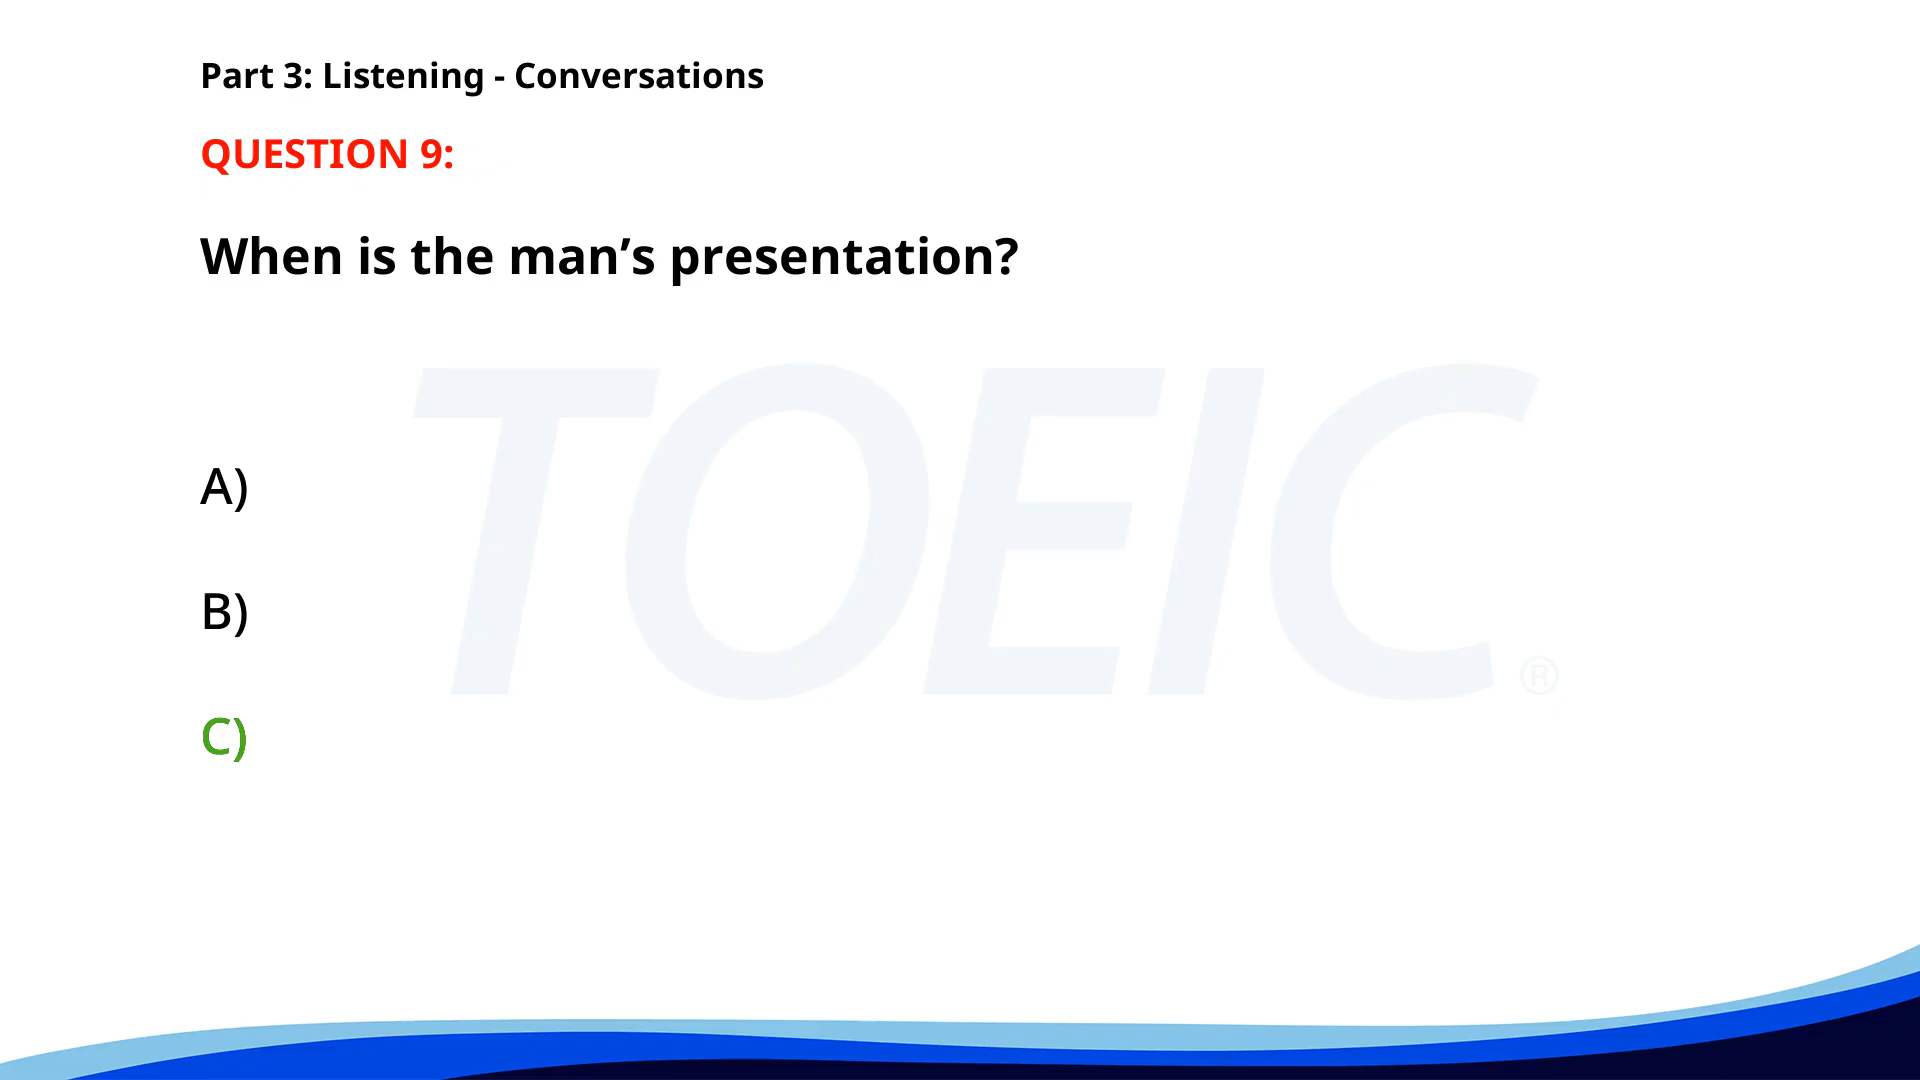 Part 3: Listening - Conversations
QUESTION 9:
When is the man’s presentation?
TOEIC®
A)
B)
C)